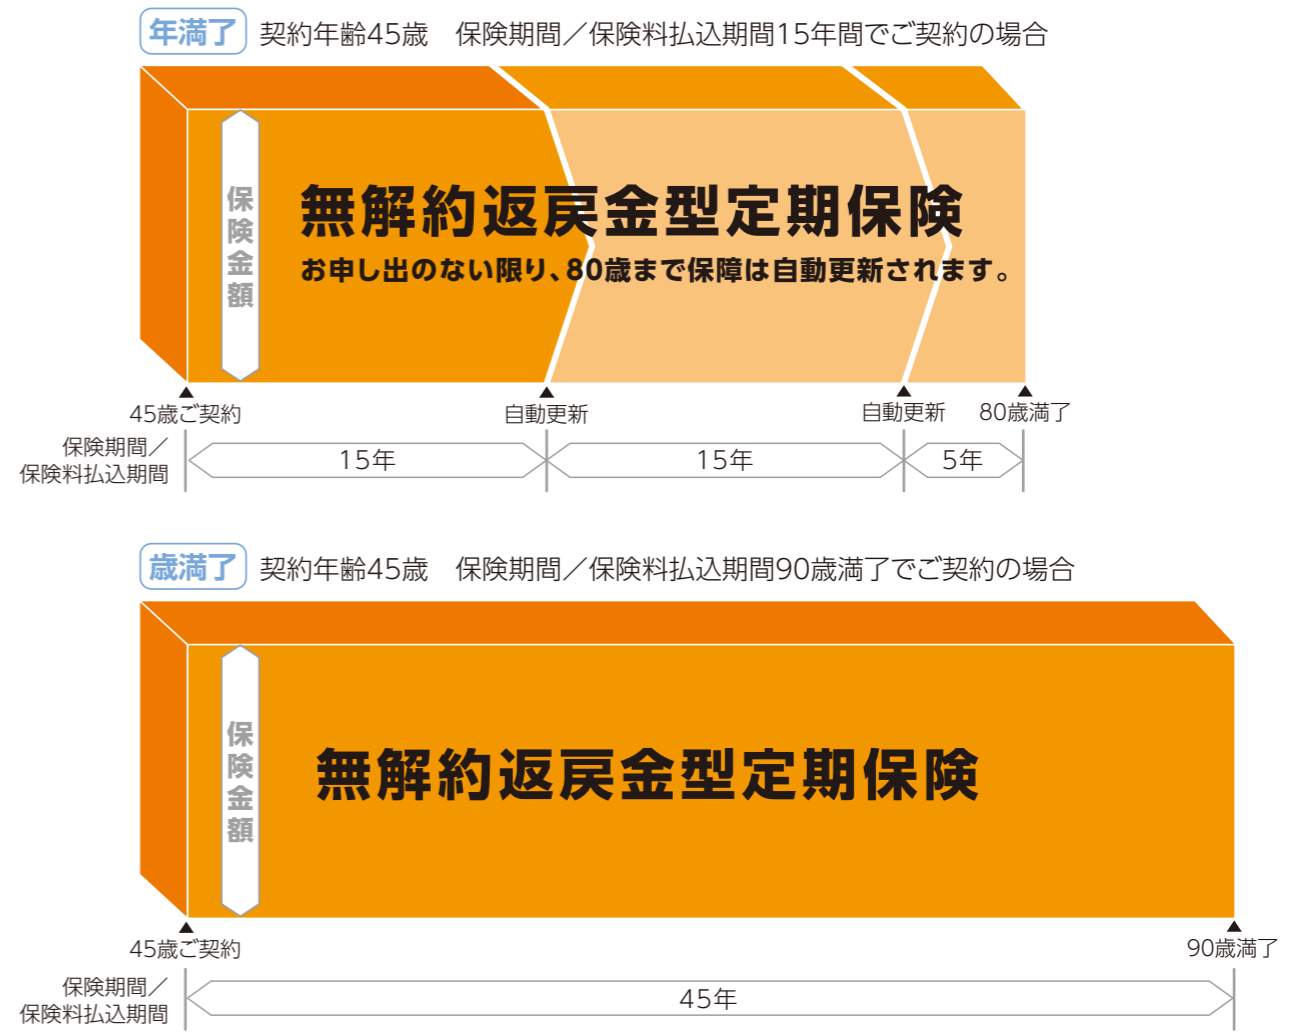 年満了 契約年齢45歳 保険期間／保険料払込期間15年間でご契約の場合
保険金額
無解約返戻金型定期保険
お申し出のない限り、80歳まで保障は自動更新されます。
45歳ご契約 自動更新 自動更新 80歳満了
保険期間／
保険料払込期間
15年 15年 5年
歳満了 契約年齢45歳 保険期間／保険料払込期間90歳満了でご契約の場合
保険金額
無解約返戻金型定期保険
45歳ご契約 90歳満了
保険期間／
保険料払込期間
45年